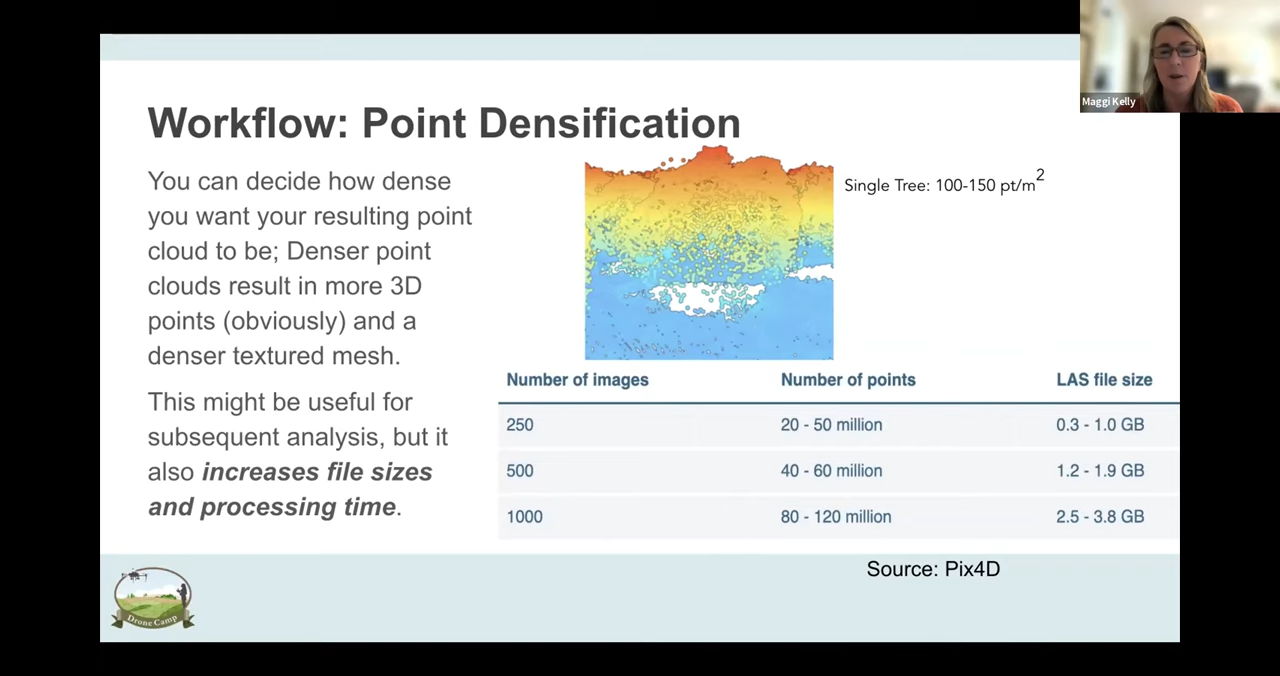 Maggi Kelly
Workflow: Point Densification
You can decide how dense
you want your resulting point
cloud to be; Denser point
clouds result in more 3D
points (obviously) and a
denser textured mesh.
This might be useful for
subsequent analysis, but it
also increases file sizes
and processing time.
Single Tree: 100-150 pt/m²
Number of images Number of points LAS file size
250 20 - 50 million 0.3 - 1.0 GB
500 40 - 60 million 1.2 - 1.9 GB
1000 80 - 120 million 2.5 - 3.8 GB
Source: Pix4D
Drone Camp